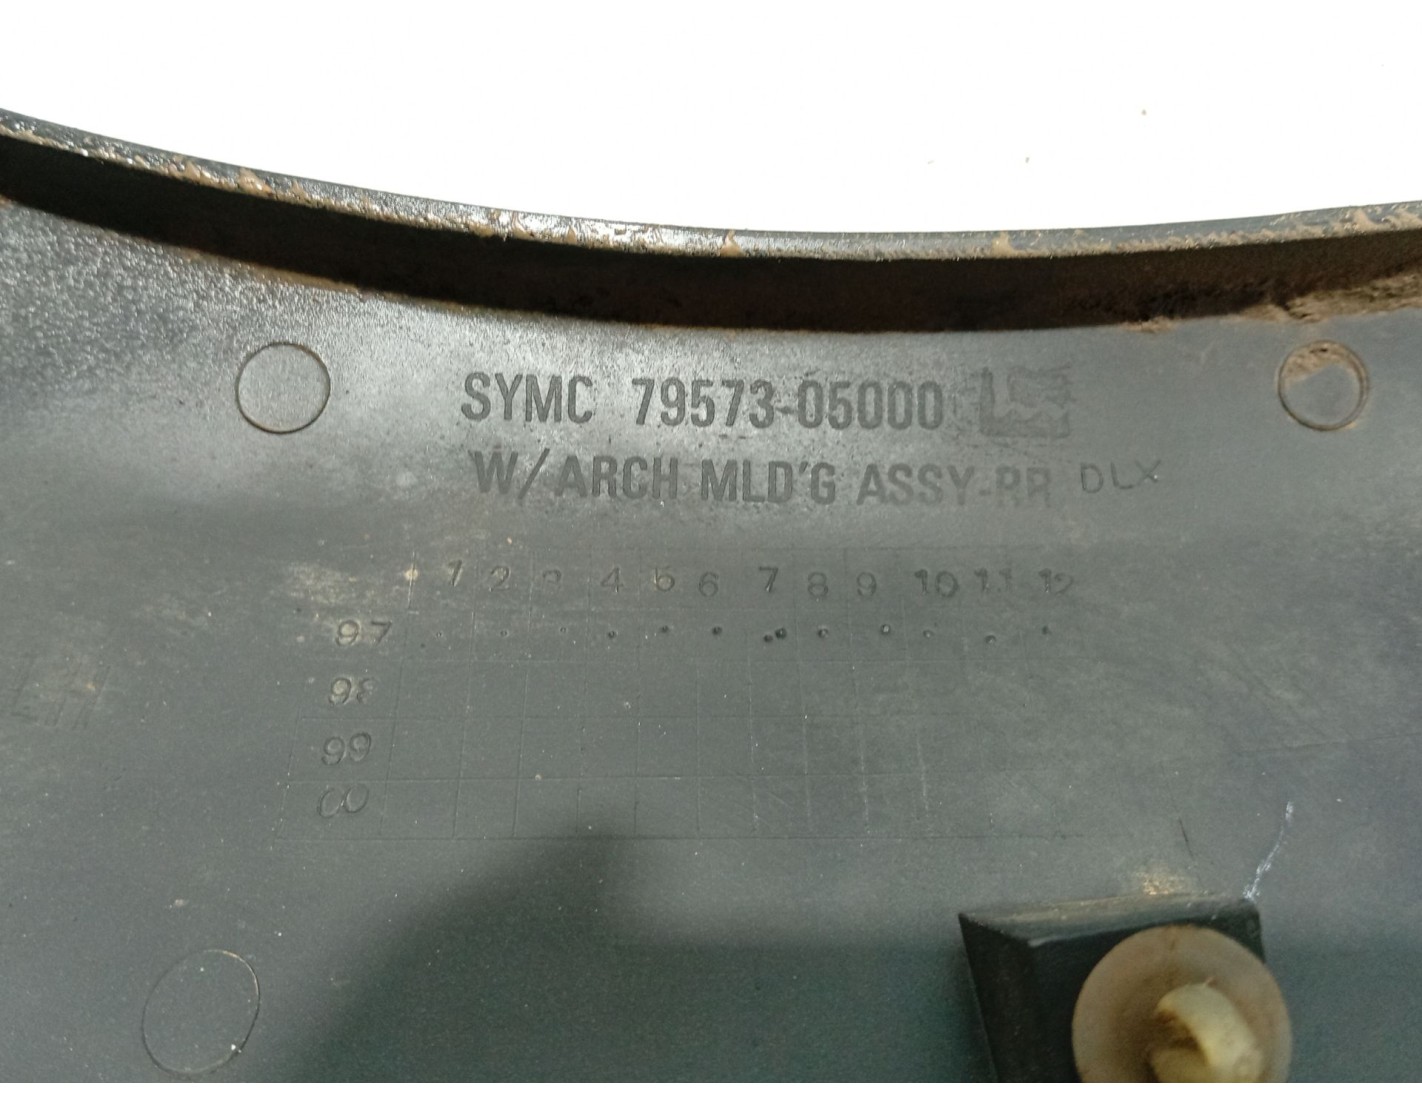 SYMC 79573-05000
W/ARCH MLD'G ASSY-RR DLX
1 2 3 4 5 6 7 8 9 10 11 12
97
98
99
LH